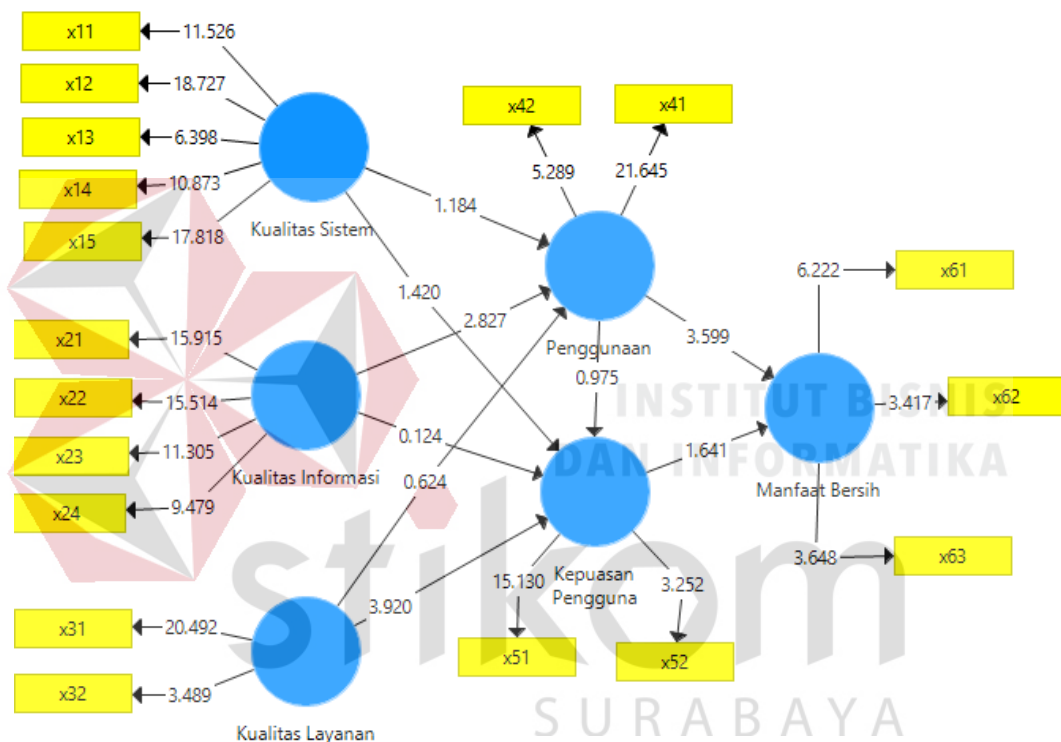 x11
11.526
x12
18.727
x13
6.398
x14
10.873
x15
17.818
Kualitas Sistem
x42
x41
5.289
21.645
1.184
1.420
x21
15.915
x22
15.514
x23
11.305
x24
9.479
Kualitas Informasi
2.827
0.124
0.624
Penggunaan
0.975
3.599
6.222
x61
3.417
x62
3.648
x63
1.641
Manfaat Bersih
INSTITUT BISNIS
DAN INFORMATIKA
x31
20.492
x32
3.489
Kualitas Layanan
3.920
Kepuasan
Pengguna
15.130
3.252
x51
x52
stikom
SURABAYA